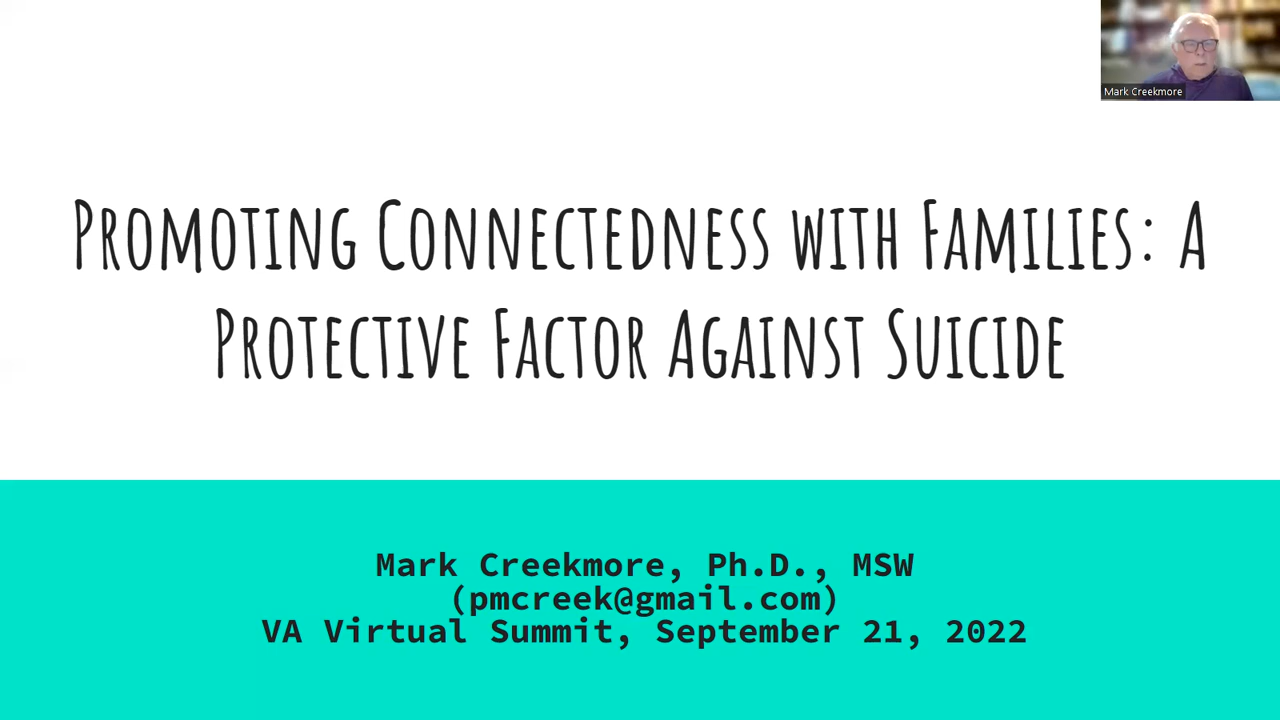 Mark Creekmore
Promoting Connectedness with Families: A
Protective Factor Against Suicide
Mark Creekmore, Ph.D., MSW
(pmcreek@gmail.com)
VA Virtual Summit, September 21, 2022